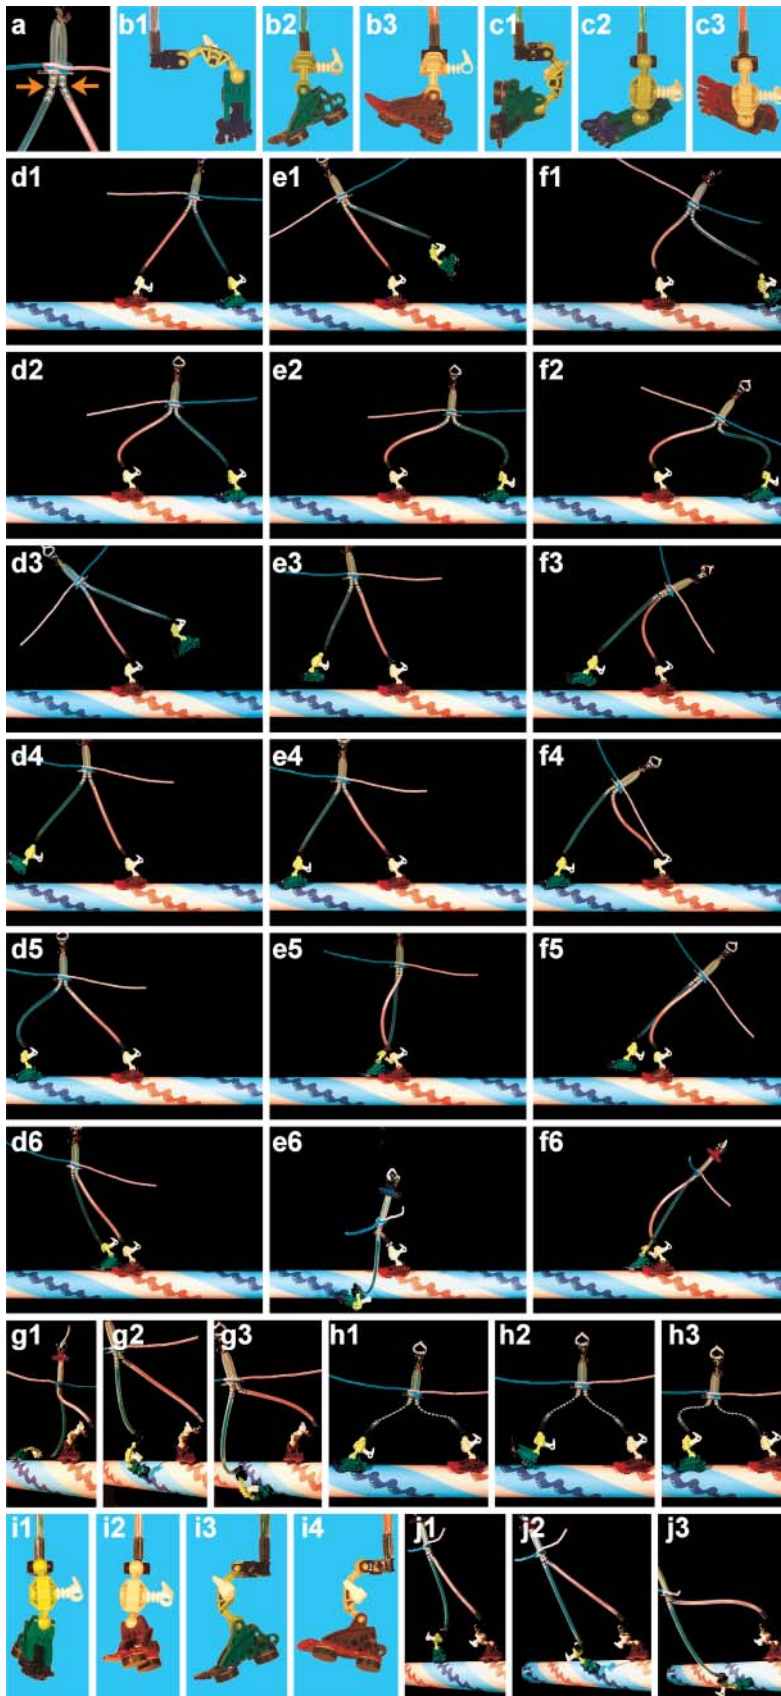 a b1 b2 b3 c1 c2 c3
d1 e1 f1
d2 e2 f2
d3 e3 f3
d4 e4 f4
d5 e5 f5
d6 e6 f6
g1 g2 g3 h1 h2 h3
i1 i2 i3 i4 j1 j2 j3